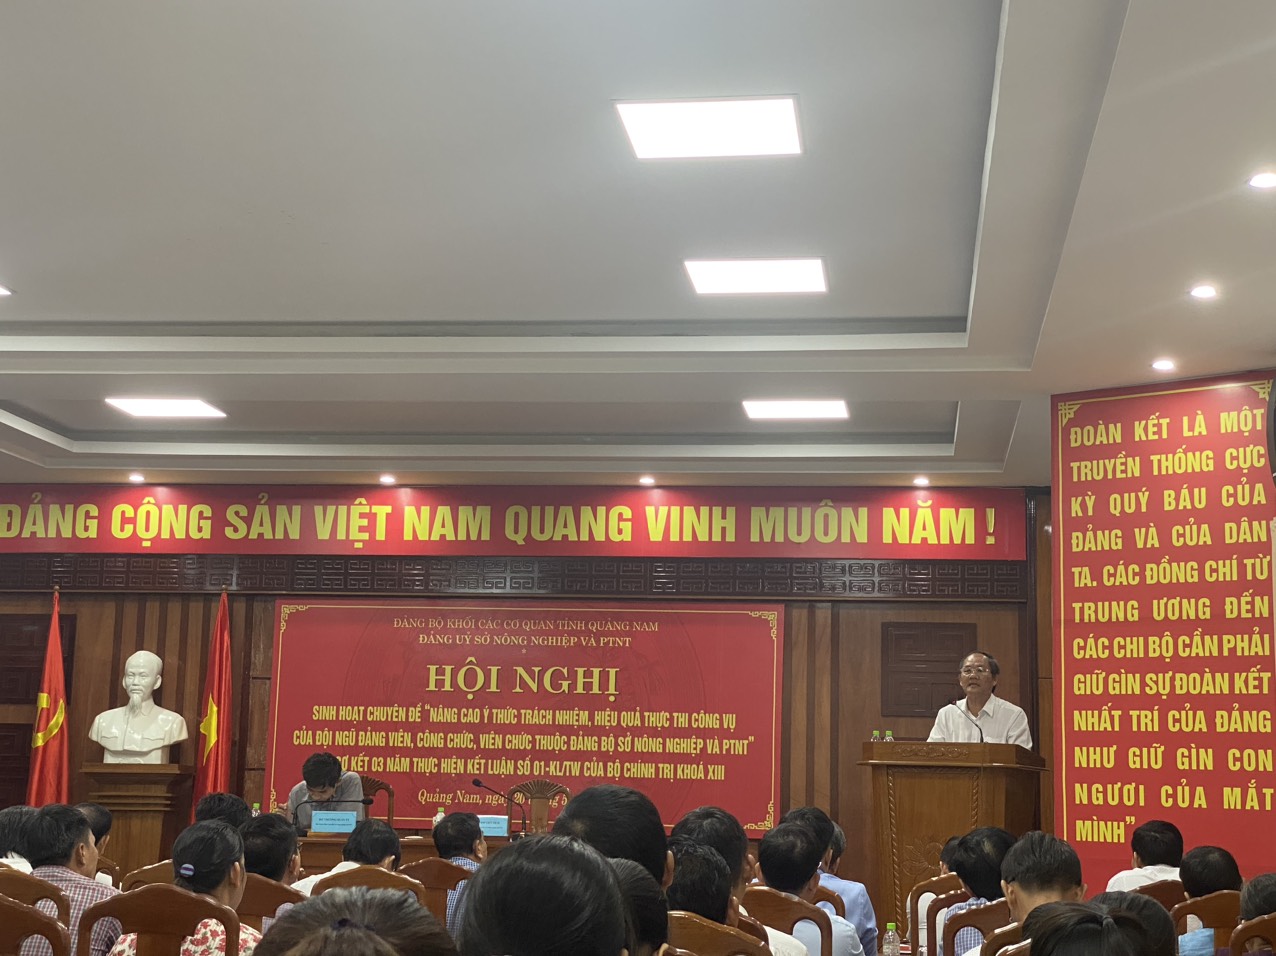 ĐẢNG CỘNG SẢN VIỆT NAM QUANG VINH MUÔN NĂM !
ĐẢNG BỘ KHỐI CÁC CƠ QUAN TỈNH QUẢNG NAM
ĐẢNG UỶ SỞ NÔNG NGHIỆP VÀ PTNT
HỘI NGHỊ
SINH HOẠT CHUYÊN ĐỀ "NÂNG CAO Ý THỨC TRÁCH NHIỆM, HIỆU QUẢ THỰC THI CÔNG VỤ
CỦA ĐỘI NGŨ ĐẢNG VIÊN, CÔNG CHỨC, VIÊN CHỨC THUỘC ĐẢNG BỘ SỞ NÔNG NGHIỆP VÀ PTNT"
KẾT 03 NĂM THỰC HIỆN KẾT LUẬN SỐ 01-KL/TW CỦA BỘ CHÍNH TRỊ KHOÁ XIII
Quảng Nam, ngày
ĐOÀN KẾT LÀ MỘT
TRUYỀN THỐNG CỰC
KỲ QUÝ BÁU CỦA
ĐẢNG VÀ CỦA DÂN
TA. CÁC ĐỒNG CHÍ TỪ
TRUNG ƯƠNG ĐẾN
CÁC CHI BỘ CẦN PHẢI
GIỮ GÌN SỰ ĐOÀN KẾT
NHẤT TRÍ CỦA ĐẢNG
NHƯ GIỮ GÌN CON
NGƯƠI CỦA MẮT
MÌNH"